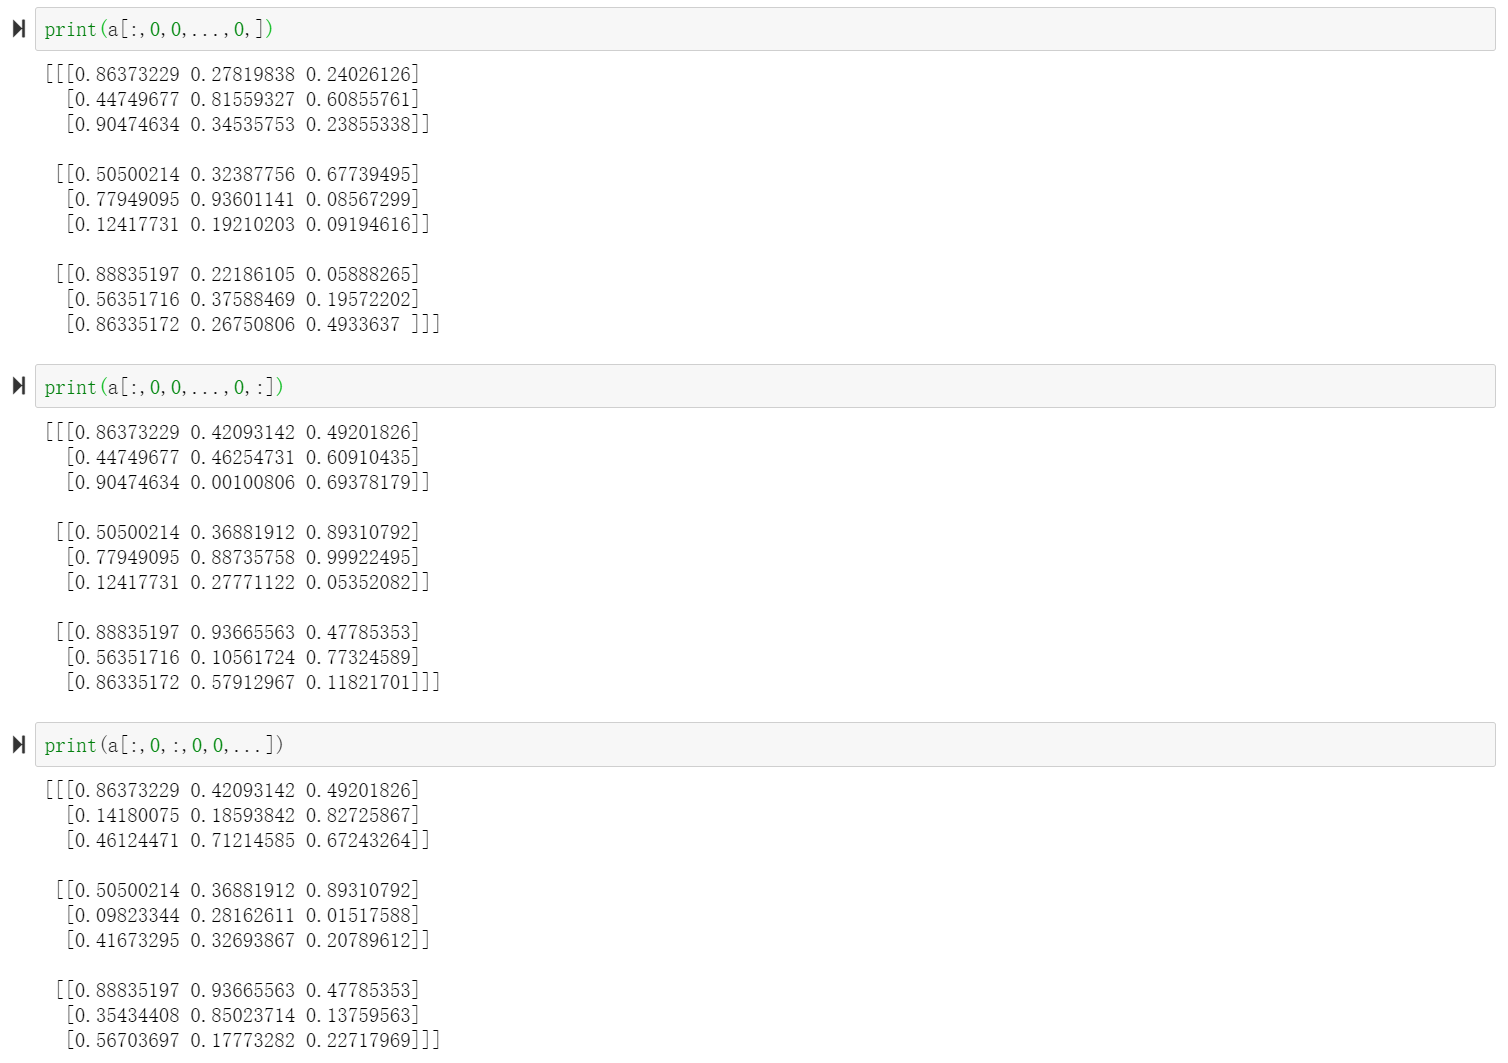 print(a[:,0,0,...,0,])
[[[0.86373229 0.27819838 0.24026126]
[0.44749677 0.81559327 0.60855761]
[0.90474634 0.34535753 0.23855338]]
[[0.50500214 0.32387756 0.67739495]
[0.77949095 0.93601141 0.08567299]
[0.12417731 0.19210203 0.09194616]]
[[0.88835197 0.22186105 0.05888265]
[0.56351716 0.37588469 0.19572202]
[0.86335172 0.26750806 0.4933637 ]]]
print(a[:,0,0,...,0,:])
[[[0.86373229 0.42093142 0.49201826]
[0.44749677 0.46254731 0.60910435]
[0.90474634 0.00100806 0.69378179]]
[[0.50500214 0.36881912 0.89310792]
[0.77949095 0.88735758 0.99922495]
[0.12417731 0.27771122 0.05352082]]
[[0.88835197 0.93665563 0.47785353]
[0.56351716 0.10561724 0.77324589]
[0.86335172 0.57912967 0.11821701]]]
print(a[:,0,:,0,0,...])
[[[0.86373229 0.42093142 0.49201826]
[0.14180075 0.18593842 0.82725867]
[0.46124471 0.71214585 0.67243264]]
[[0.50500214 0.36881912 0.89310792]
[0.09823344 0.28162611 0.01517588]
[0.41673295 0.32693867 0.20789612]]
[[0.88835197 0.93665563 0.47785353]
[0.35434408 0.85023714 0.13759563]
[0.56703697 0.17773282 0.22717969]]]